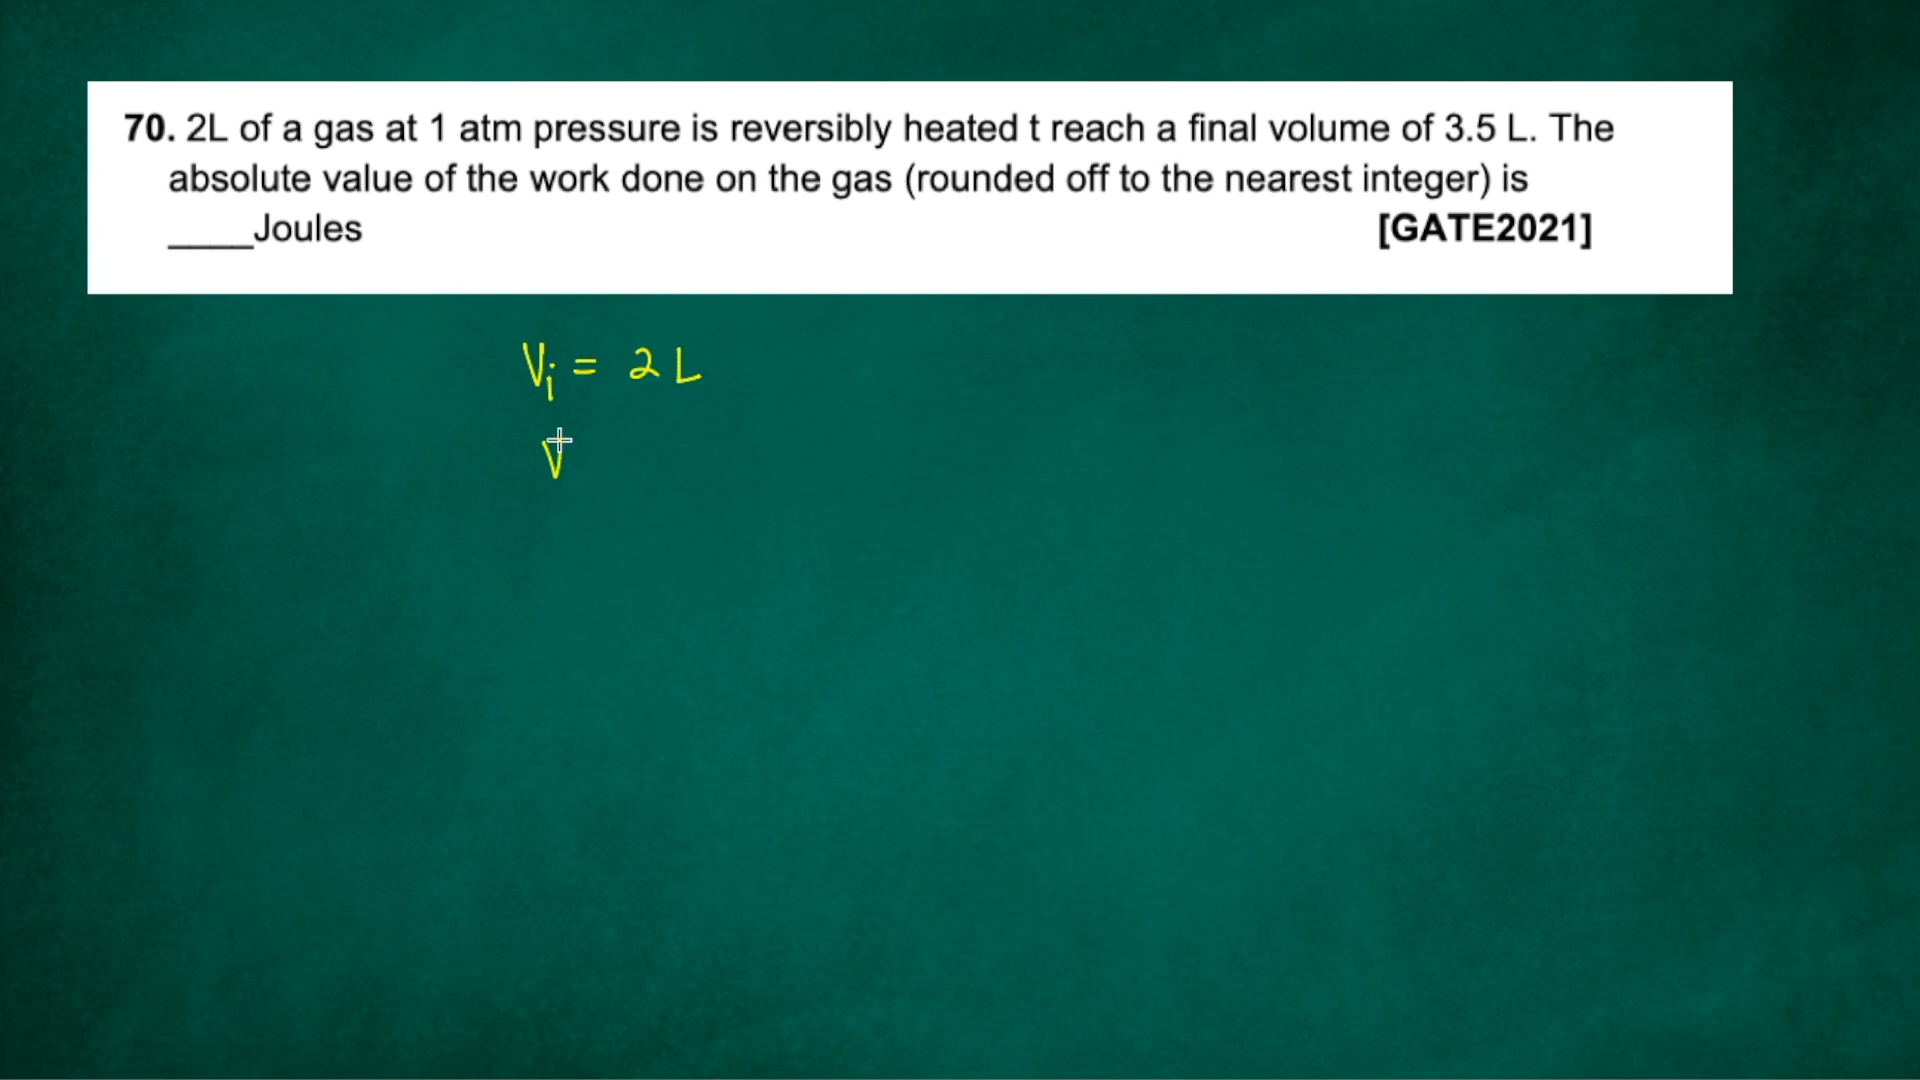 70. 2L of a gas at 1 atm pressure is reversibly heated t reach a final volume of 3.5 L. The
absolute value of the work done on the gas (rounded off to the nearest integer) is
____Joules [GATE2021]
Vi = 2 L
V